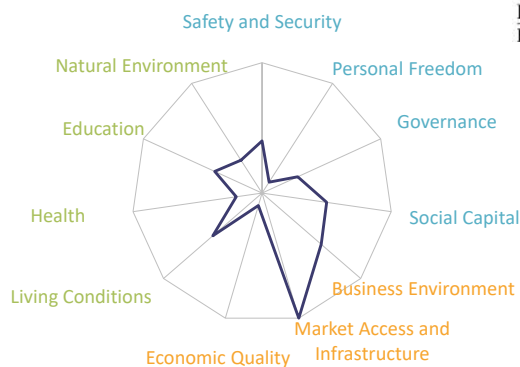 Safety and Security
Natural Environment
Personal Freedom
Education
Governance
Health
Social Capital
Living Conditions
Business Environment
Market Access and
Infrastructure
Economic Quality